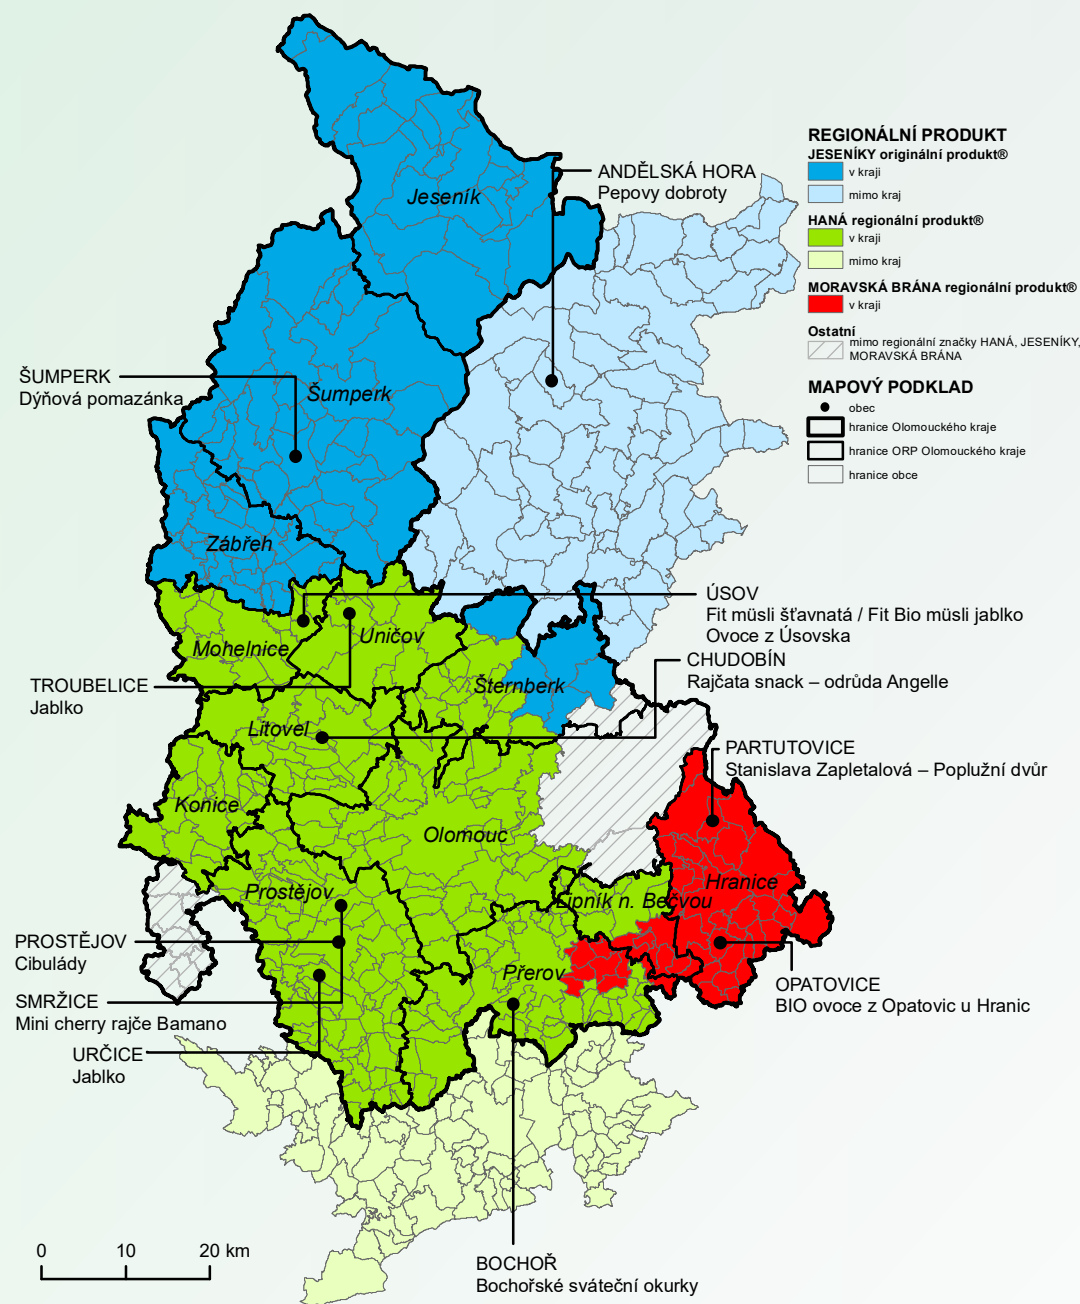 REGIONÁLNÍ PRODUKT
JESENÍKY originální produkt®
v kraji
mimo kraj
HANÁ regionální produkt®
v kraji
mimo kraj
MORAVSKÁ BRÁNA regionální produkt®
v kraji
Ostatní
mimo regionální značky HANÁ, JESENÍKY,
MORAVSKÁ BRÁNA
MAPOVÝ PODKLAD
obec
hranice Olomouckého kraje
hranice ORP Olomouckého kraje
hranice obce
ANDĚLSKÁ HORA
Pepovy dobroty
Jeseník
ŠUMPERK
Dýňová pomazánka
Šumperk
Zábřeh
ÚSOV
Fit müsli šťavnatá / Fit Bio müsli jablko
Ovoce z Úsovska
Mohelnice
Uničov
CHUDOBÍN
Rajčata snack – odrůda Angelle
TROUBELICE
Jablko
Šternberk
Litovel
PARTUTOVICE
Stanislava Zapletalová – Poplužní dvůr
Konice
Olomouc
Hranice
Prostějov
Lipník n. Bečvou
PROSTĚJOV
Cibulády
Přerov
OPATOVICE
BIO ovoce z Opatovic u Hranic
SMRŽICE
Mini cherry rajče Bamano
URČICE
Jablko
BOCHOŘ
Bochořské sváteční okurky
0 10 20 km